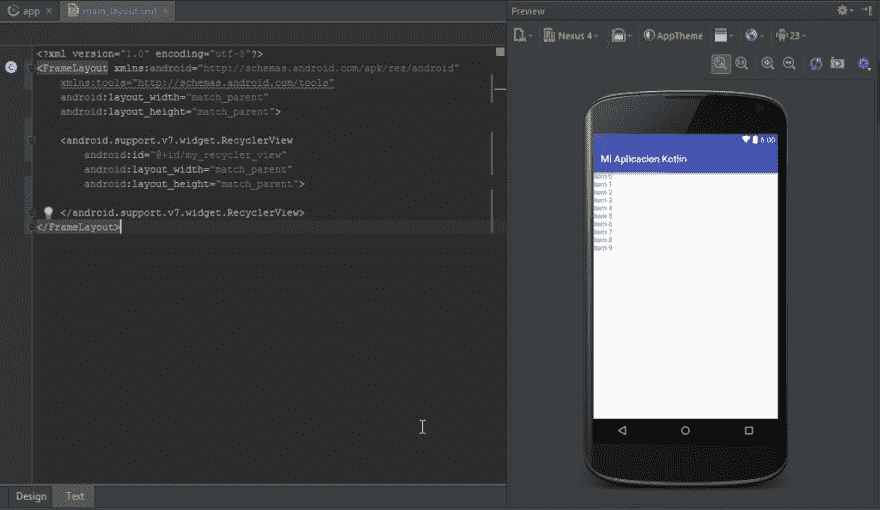 app
main_layout.xml
<?xml version="1.0" encoding="utf-8"?>
<FrameLayout xmlns:android="http://schemas.android.com/apk/res/android"
xmlns:tools="http://schemas.android.com/tools"
android:layout_width="match_parent"
android:layout_height="match_parent">
<android.support.v7.widget.RecyclerView
android:id="@+id/my_recycler_view"
android:layout_width="match_parent"
android:layout_height="match_parent">
</android.support.v7.widget.RecyclerView>
</FrameLayout>
Design
Text
Preview
Nexus 4
AppTheme
23
6:00
Mi Aplicacion Kotlin
Item 0
Item 1
Item 2
Item 3
Item 4
Item 5
Item 6
Item 7
Item 8
Item 9